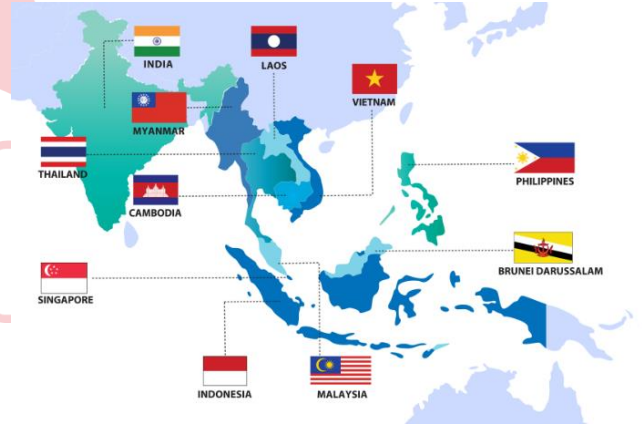 INDIA
LAOS
VIETNAM
MYANMAR
THAILAND
PHILIPPINES
CAMBODIA
BRUNEI DARUSSALAM
SINGAPORE
INDONESIA
MALAYSIA